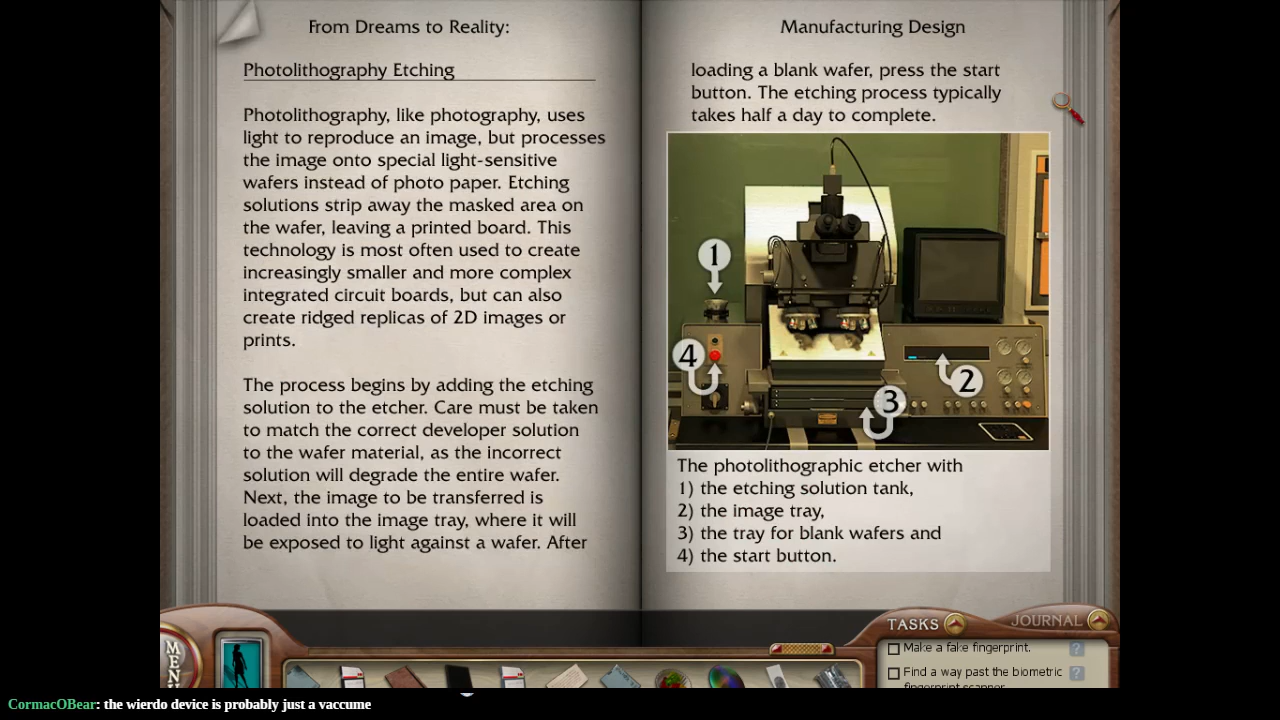 From Dreams to Reality:
Photolithography Etching
Photolithography, like photography, uses
light to reproduce an image, but processes
the image onto special light-sensitive
wafers instead of photo paper. Etching
solutions strip away the masked area on
the wafer, leaving a printed board. This
technology is most often used to create
increasingly smaller and more complex
integrated circuit boards, but can also
create ridged replicas of 2D images or
prints.
The process begins by adding the etching
solution to the etcher. Care must be taken
to match the correct developer solution
to the wafer material, as the incorrect
solution will degrade the entire wafer.
Next, the image to be transferred is
loaded into the image tray, where it will
be exposed to light against a wafer. After
Manufacturing Design
loading a blank wafer, press the start
button. The etching process typically
takes half a day to complete.
1
4
2
3
The photolithographic etcher with
1) the etching solution tank,
2) the image tray,
3) the tray for blank wafers and
4) the start button.
TASKS
JOURNAL
Make a fake fingerprint. ?
Find a way past the biometric ?
fingerprint scanner
MENU
CormacOBear: the wierdo device is probably just a vaccume